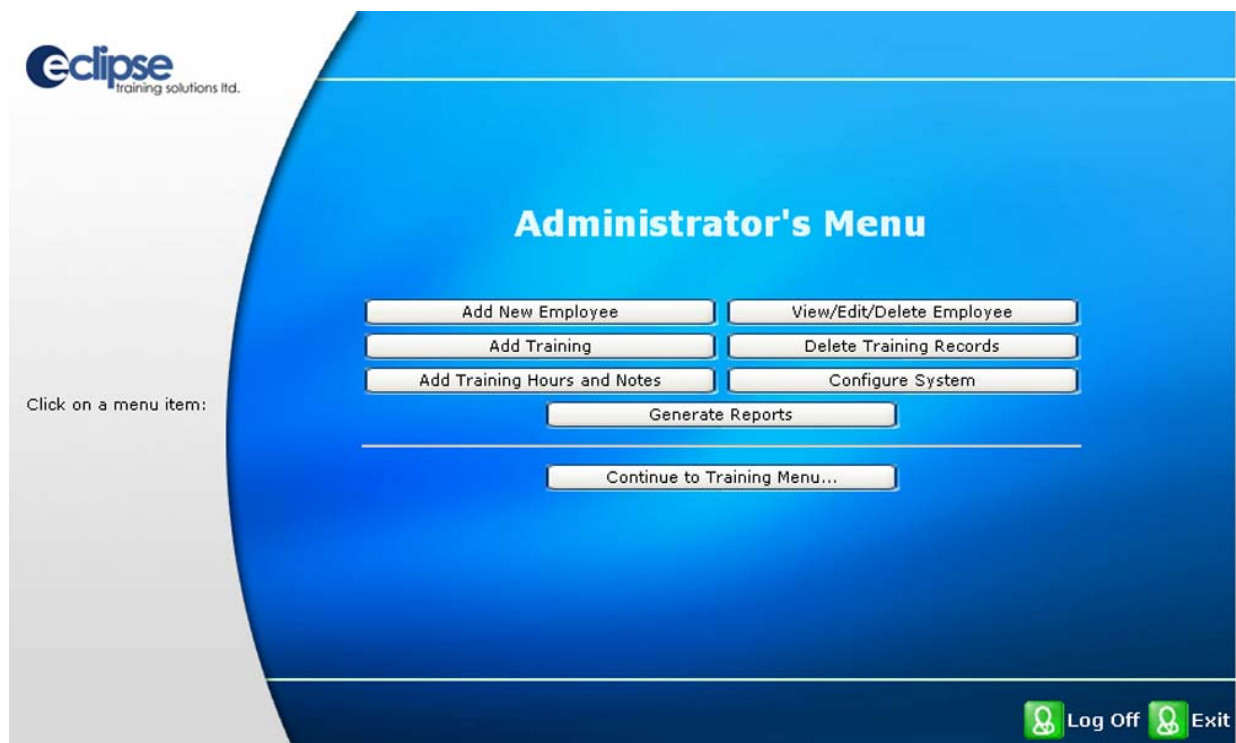 eclipse
training solutions ltd.
Administrator's Menu
Add New Employee
View/Edit/Delete Employee
Add Training
Delete Training Records
Add Training Hours and Notes
Configure System
Click on a menu item:
Generate Reports
Continue to Training Menu...
Log Off
Exit